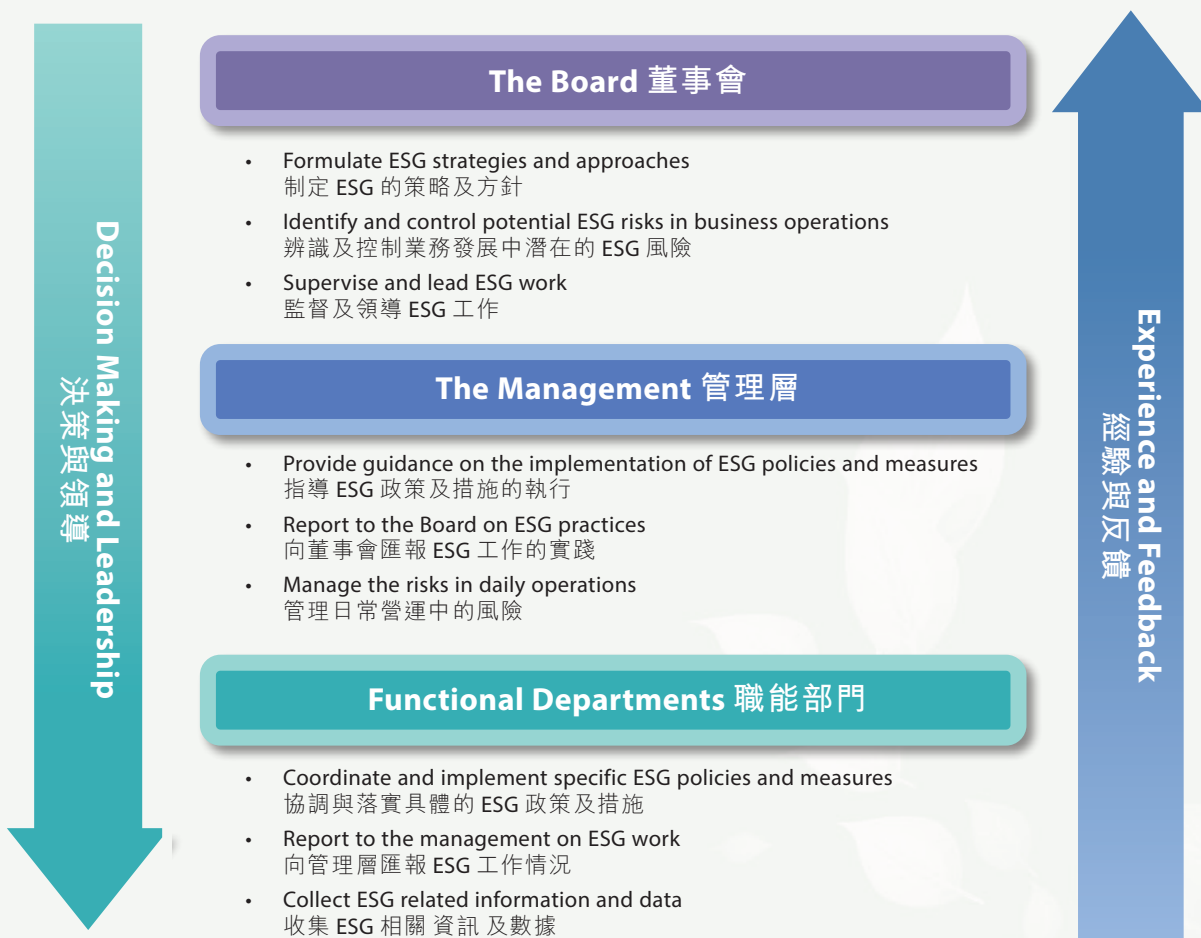 The Board 董事會
• Formulate ESG strategies and approaches
制定 ESG 的策略及方針
• Identify and control potential ESG risks in business operations
辨識及控制業務發展中潛在的 ESG 風險
• Supervise and lead ESG work
監督及領導 ESG 工作
The Management 管理層
• Provide guidance on the implementation of ESG policies and measures
指導 ESG 政策及措施的執行
• Report to the Board on ESG practices
向董事會匯報 ESG 工作的實踐
• Manage the risks in daily operations
管理日常營運中的風險
Functional Departments 職能部門
• Coordinate and implement specific ESG policies and measures
協調與落實具體的 ESG 政策及措施
• Report to the management on ESG work
向管理層匯報 ESG 工作情況
• Collect ESG related information and data
收集 ESG 相關 資訊 及數據
Decision Making and Leadership
決策與領導
Experience and Feedback
經驗與反饋